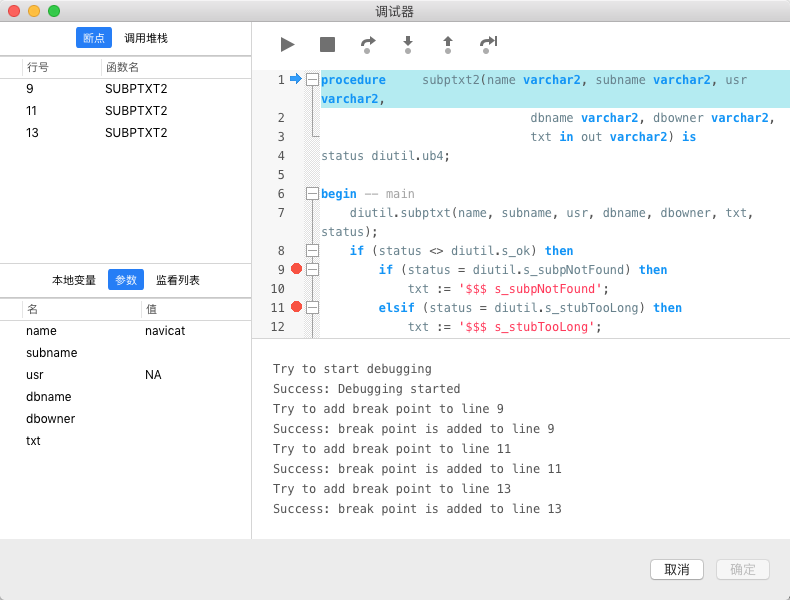 调试器
断点 调用堆栈
行号 函数名
9 SUBPTXT2
11 SUBPTXT2
13 SUBPTXT2
本地变量 参数 监看列表
名 值
name navicat
subname
usr NA
dbname
dbowner
txt
1 procedure subptxt2(name varchar2, subname varchar2, usr
varchar2,
2 dbname varchar2, dbowner varchar2,
3 txt in out varchar2) is
4 status diutil.ub4;
5
6 begin -- main
7 diutil.subptxt(name, subname, usr, dbname, dbowner, txt,
status);
8 if (status <> diutil.s_ok) then
9 if (status = diutil.s_subpNotFound) then
10 txt := '$$$ s_subpNotFound';
11 elsif (status = diutil.s_stubTooLong) then
12 txt := '$$$ s_stubTooLong';
Try to start debugging
Success: Debugging started
Try to add break point to line 9
Success: break point is added to line 9
Try to add break point to line 11
Success: break point is added to line 11
Try to add break point to line 13
Success: break point is added to line 13
取消 确定